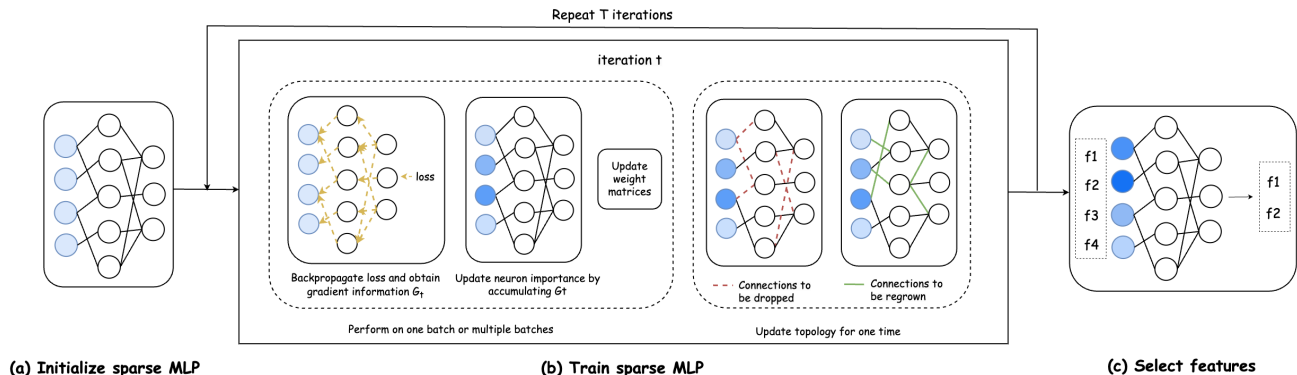 Repeat T iterations
iteration t
loss
Update
weight
matrices
Backpropagate loss and obtain
gradient information Gt
Update neuron importance by
accumulating Gt
Connections to
be dropped
Connections to
be regrown
Perform on one batch or multiple batches
Update topology for one time
f1
f2
f3
f4
f1
f2
(a) Initialize sparse MLP
(b) Train sparse MLP
(c) Select features